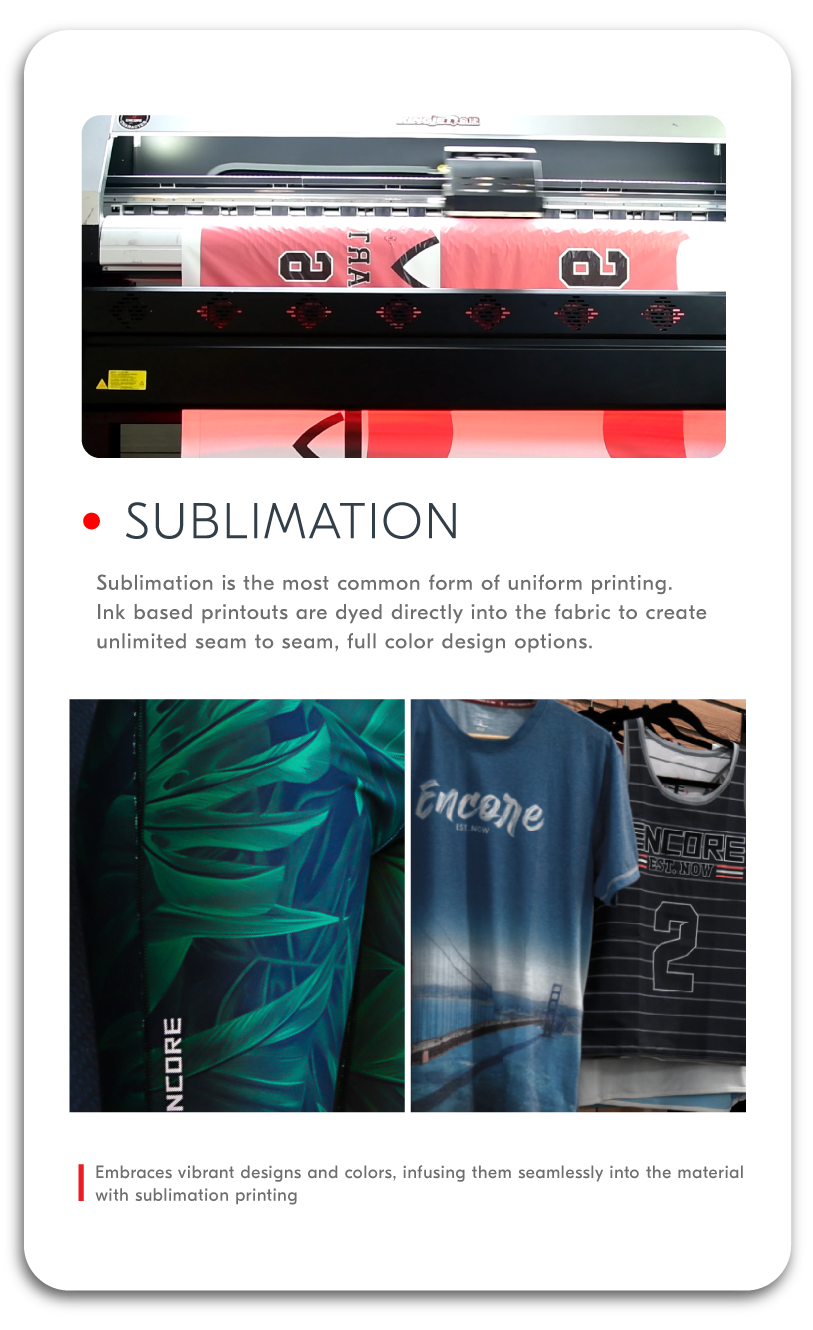 SUBLIMATION
Sublimation is the most common form of uniform printing.
Ink based printouts are dyed directly into the fabric to create
unlimited seam to seam, full color design options.
NCORE
Encore
EST. NOW
ENCORE
EST. NOW
2
Embraces vibrant designs and colors, infusing them seamlessly into the material
with sublimation printing